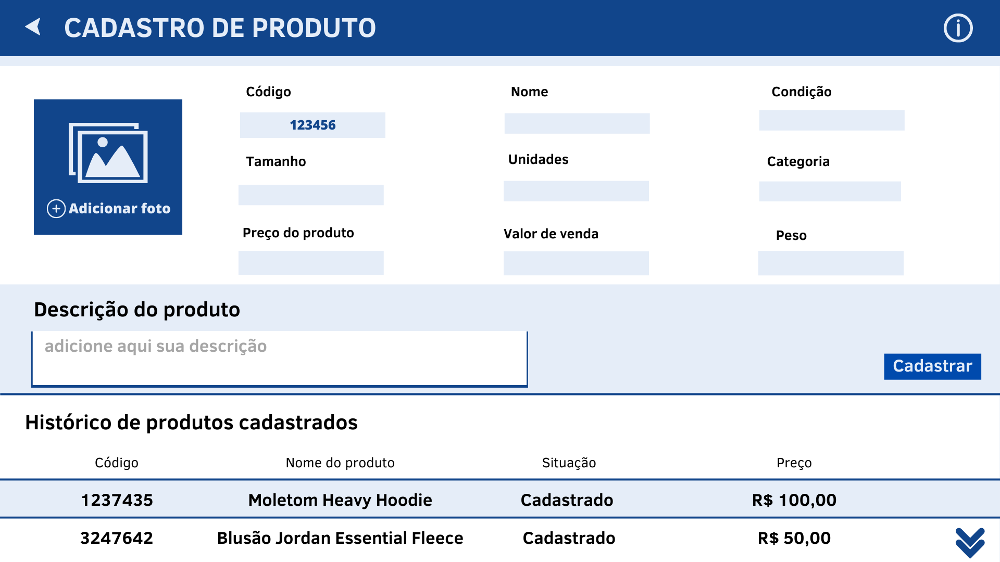 CADASTRO DE PRODUTO
Código
Nome
Condição
123456
Tamanho
Unidades
Categoria
Adicionar foto
Preço do produto
Valor de venda
Peso
Descrição do produto
adicione aqui sua descrição
Cadastrar
Histórico de produtos cadastrados
Código Nome do produto Situação Preço
1237435 Moletom Heavy Hoodie Cadastrado R$ 100,00
3247642 Blusão Jordan Essential Fleece Cadastrado R$ 50,00